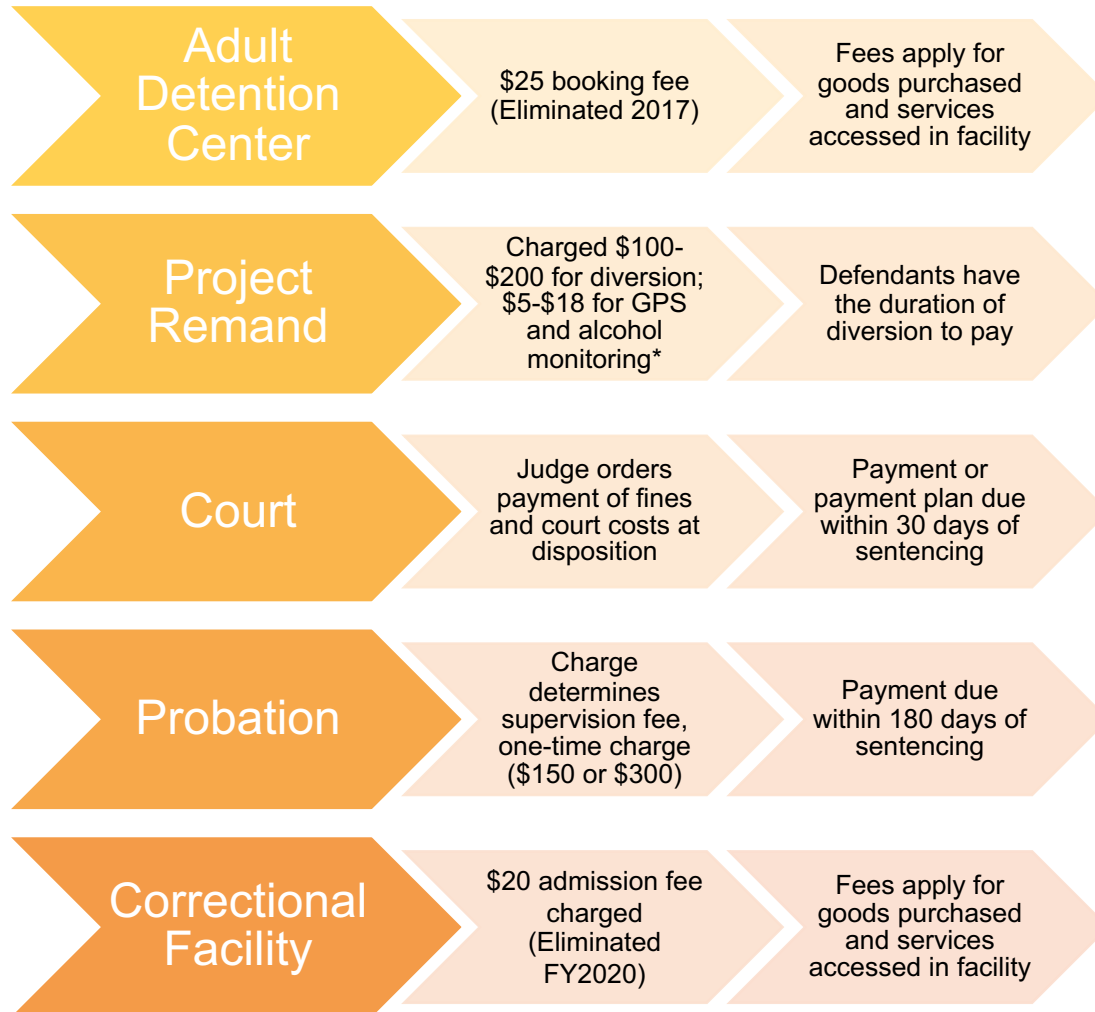 Adult
Detention
Center
$25 booking fee
(Eliminated 2017)
Fees apply for
goods purchased
and services
accessed in facility
Project
Remand
Charged $100-
$200 for diversion;
$5-$18 for GPS
and alcohol
monitoring*
Defendants have
the duration of
diversion to pay
Court
Judge orders
payment of fines
and court costs at
disposition
Payment or
payment plan due
within 30 days of
sentencing
Probation
Charge
determines
supervision fee,
one-time charge
($150 or $300)
Payment due
within 180 days of
sentencing
Correctional
Facility
$20 admission fee
charged
(Eliminated
FY2020)
Fees apply for
goods purchased
and services
accessed in facility